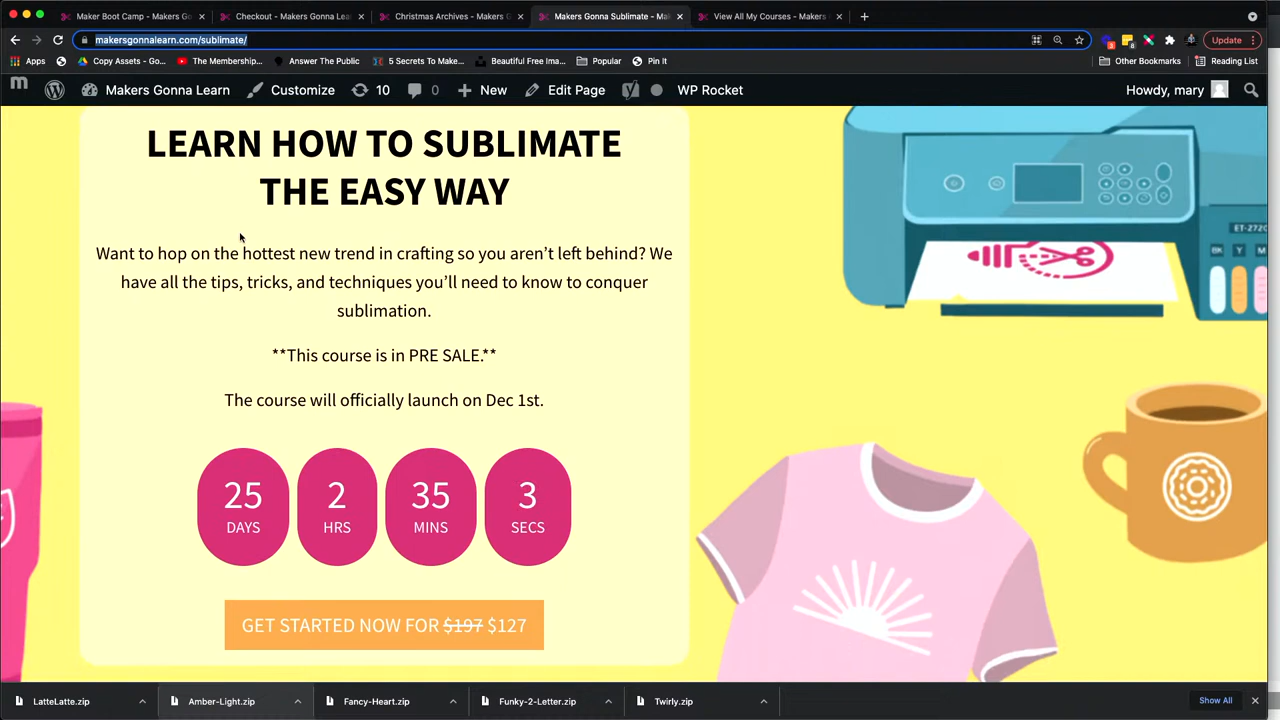 Makers Boot Camp - Makers Go
Checkout - Makers Gonna Lea
Christmas Archives - Makers G
Makers Gonna Sublimate - Ma
View All My Courses - Makers
makersgonnalearn.com/sublimate/
Update
Apps
Copy Assets - Go...
The Membership...
Answer The Public
5 Secrets To Make...
Beautiful Free Ima...
Popular
Pin It
Other Bookmarks
Reading List
Makers Gonna Learn
Customize
10
0
New
Edit Page
WP Rocket
Howdy, mary
LEARN HOW TO SUBLIMATE
THE EASY WAY
Want to hop on the hottest new trend in crafting so you aren't left behind? We
have all the tips, tricks, and techniques you'll need to know to conquer
sublimation.
**This course is in PRE SALE.**
The course will officially launch on Dec 1st.
25 2 35 3
DAYS HRS MINS SECS
GET STARTED NOW FOR $197 $127
ET-2720
BK Y M
LatteLatte.zip
Amber-Light.zip
Fancy-Heart.zip
Funky-2-Letter.zip
Twirly.zip
Show All